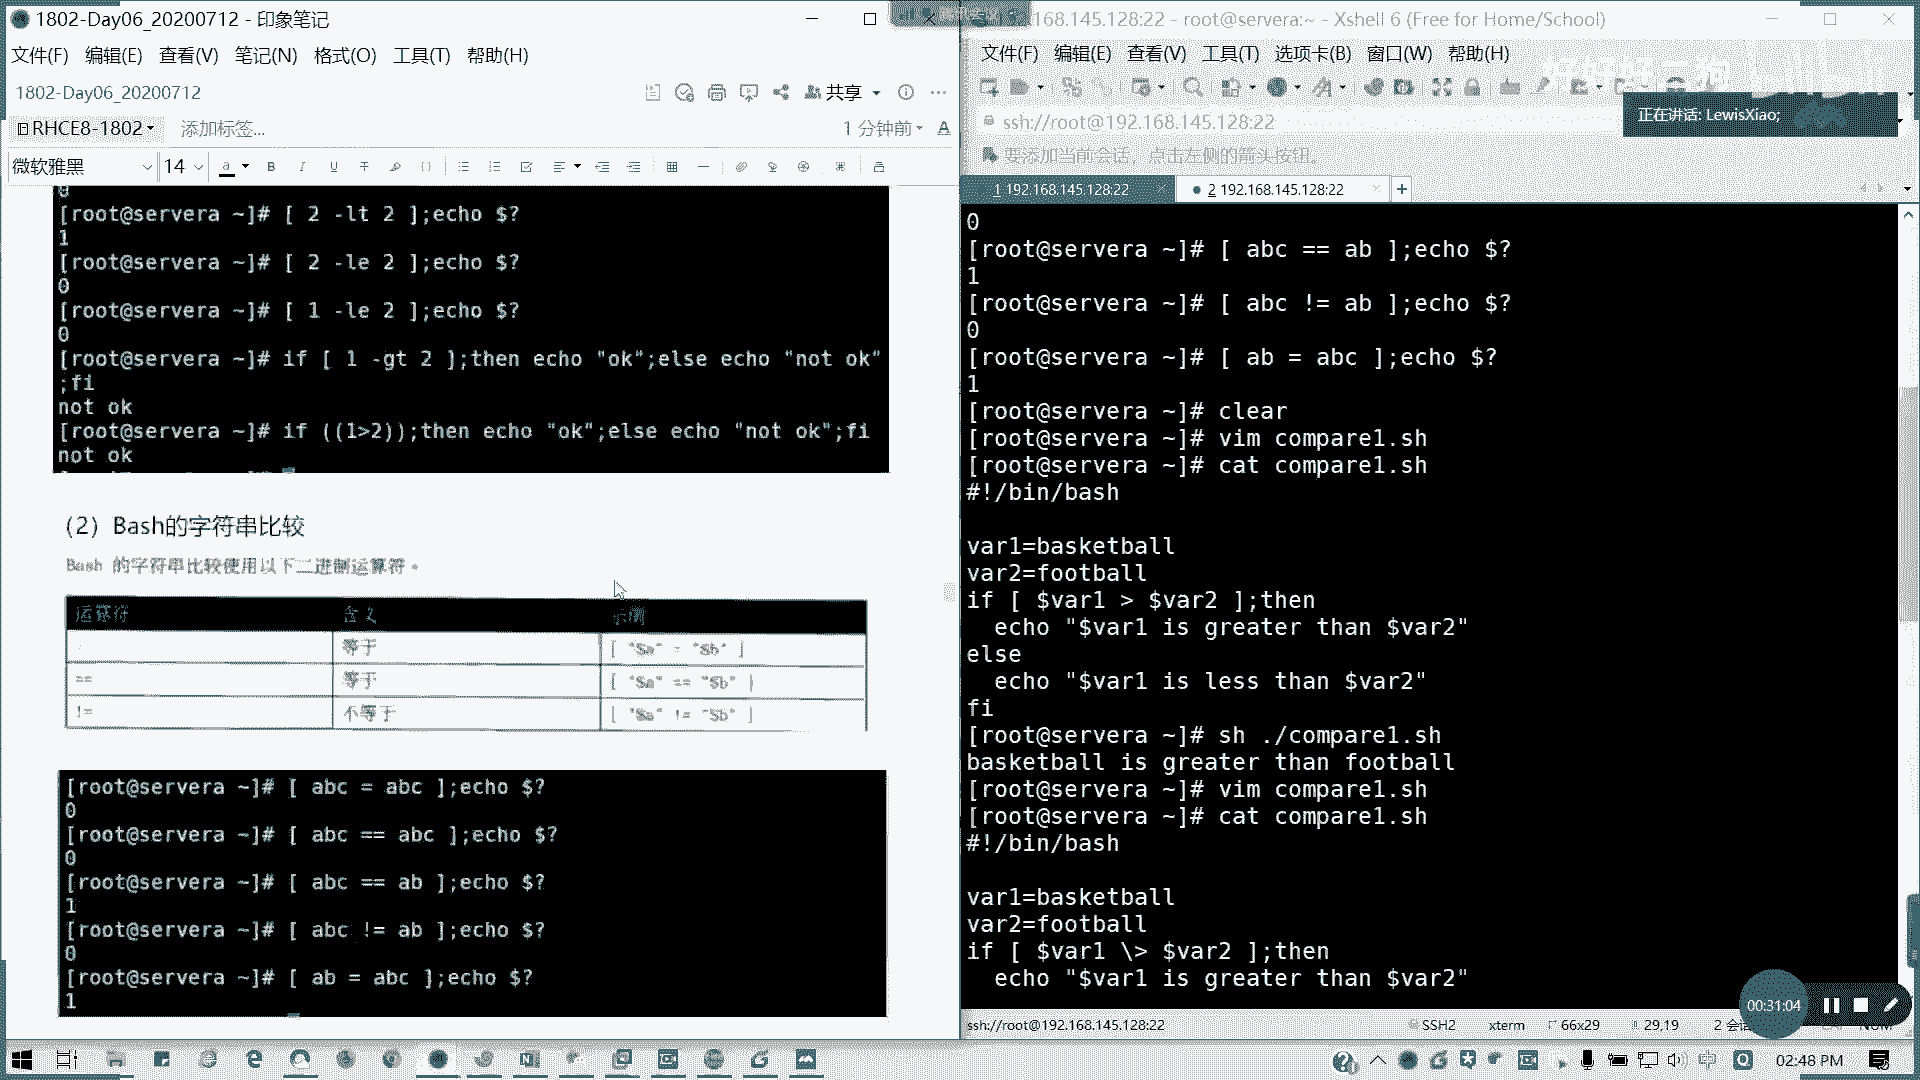 1802-Day06_20200712 - 印象笔记
文件(F) 编辑(E) 查看(V) 笔记(N) 格式(O) 工具(T) 帮助(H)
1802-Day06_20200712
共享
RHCE8-1802
添加标签...
1 分钟前
微软雅黑
14
0
[root@servera ~]# [ 2 -lt 2 ];echo $?
1
[root@servera ~]# [ 2 -le 2 ];echo $?
0
[root@servera ~]# [ 1 -le 2 ];echo $?
0
[root@servera ~]# if [ 1 -gt 2 ];then echo "ok";else echo "not ok"
;fi
not ok
[root@servera ~]# if ((1>2));then echo "ok";else echo "not ok";fi
not ok
（2）Bash的字符串比较
Bash 的字符串比较使用以下二进制运算符。
运算符 含义 示例
等于 [ "$a" = "$b" ]
== 等于 [ "$a" == "$b" ]
!= 不等于 [ "$a" != "$b" ]
[root@servera ~]# [ abc = abc ];echo $?
0
[root@servera ~]# [ abc == abc ];echo $?
0
[root@servera ~]# [ abc == ab ];echo $?
1
[root@servera ~]# [ abc != ab ];echo $?
0
[root@servera ~]# [ ab = abc ];echo $?
1
168.145.128:22 - root@servera:~ - Xshell 6 (Free for Home/School)
文件(F) 编辑(E) 查看(V) 工具(T) 选项卡(B) 窗口(W) 帮助(H)
正在讲话: LewisXiao;
ssh://root@192.168.145.128:22
要添加当前会话，点击左侧的箭头按钮。
1 192.168.145.128:22
2 192.168.145.128:22
0
[root@servera ~]# [ abc == ab ];echo $?
1
[root@servera ~]# [ abc != ab ];echo $?
0
[root@servera ~]# [ ab = abc ];echo $?
1
[root@servera ~]# clear
[root@servera ~]# vim compare1.sh
[root@servera ~]# cat compare1.sh
#!/bin/bash
var1=basketball
var2=football
if [ $var1 > $var2 ];then
  echo "$var1 is greater than $var2"
else
  echo "$var1 is less than $var2"
fi
[root@servera ~]# sh ./compare1.sh
basketball is greater than football
[root@servera ~]# vim compare1.sh
[root@servera ~]# cat compare1.sh
#!/bin/bash
var1=basketball
var2=football
if [ $var1 \> $var2 ];then
  echo "$var1 is greater than $var2"
00:31:04
ssh://root@192.168.145.128:22 SSH2 xterm 66x29 29,19 2 会话 NUM
中
02:48 PM